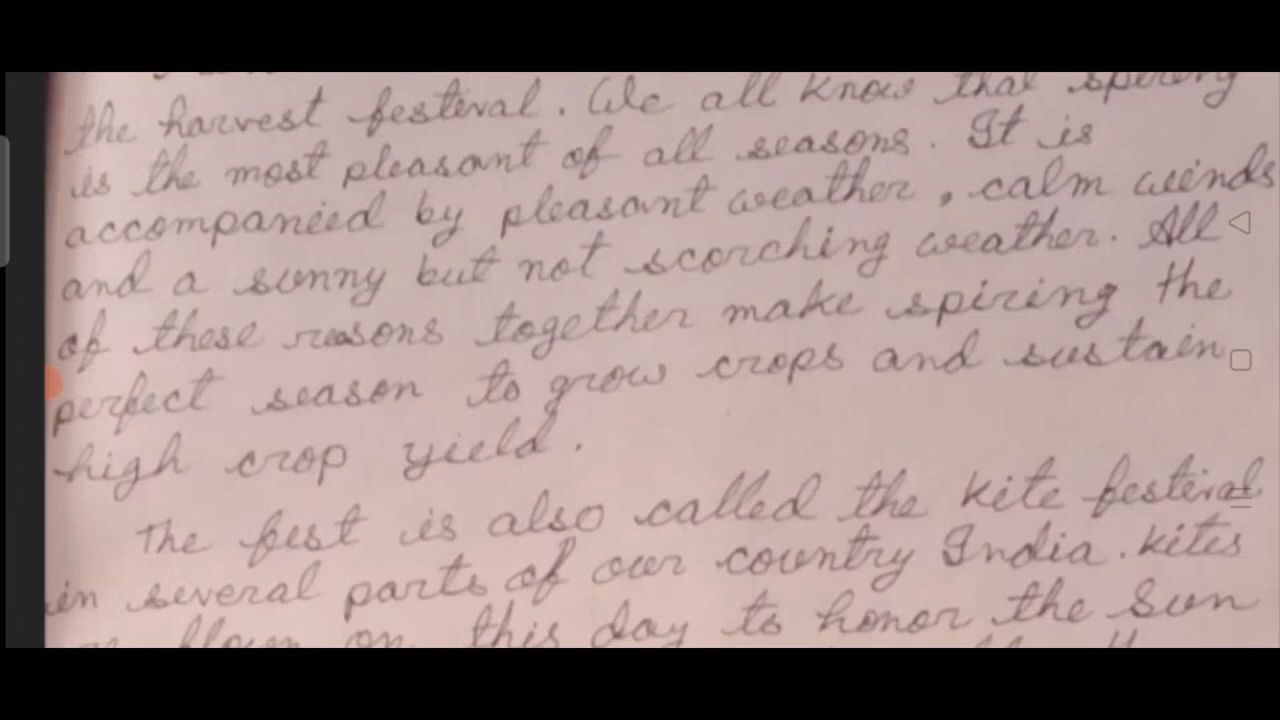 the harvest festival. We all know that spring
is the most pleasant of all seasons. It is
accompanied by pleasant weather, calm winds
and a sunny but not scorching weather. All
of these reasons together make spiring the
perfect season to grow crops and sustain
high crop yield.
The fest is also called the kite festival
in several parts of our country India. kites
flown on this day to honor the Sun